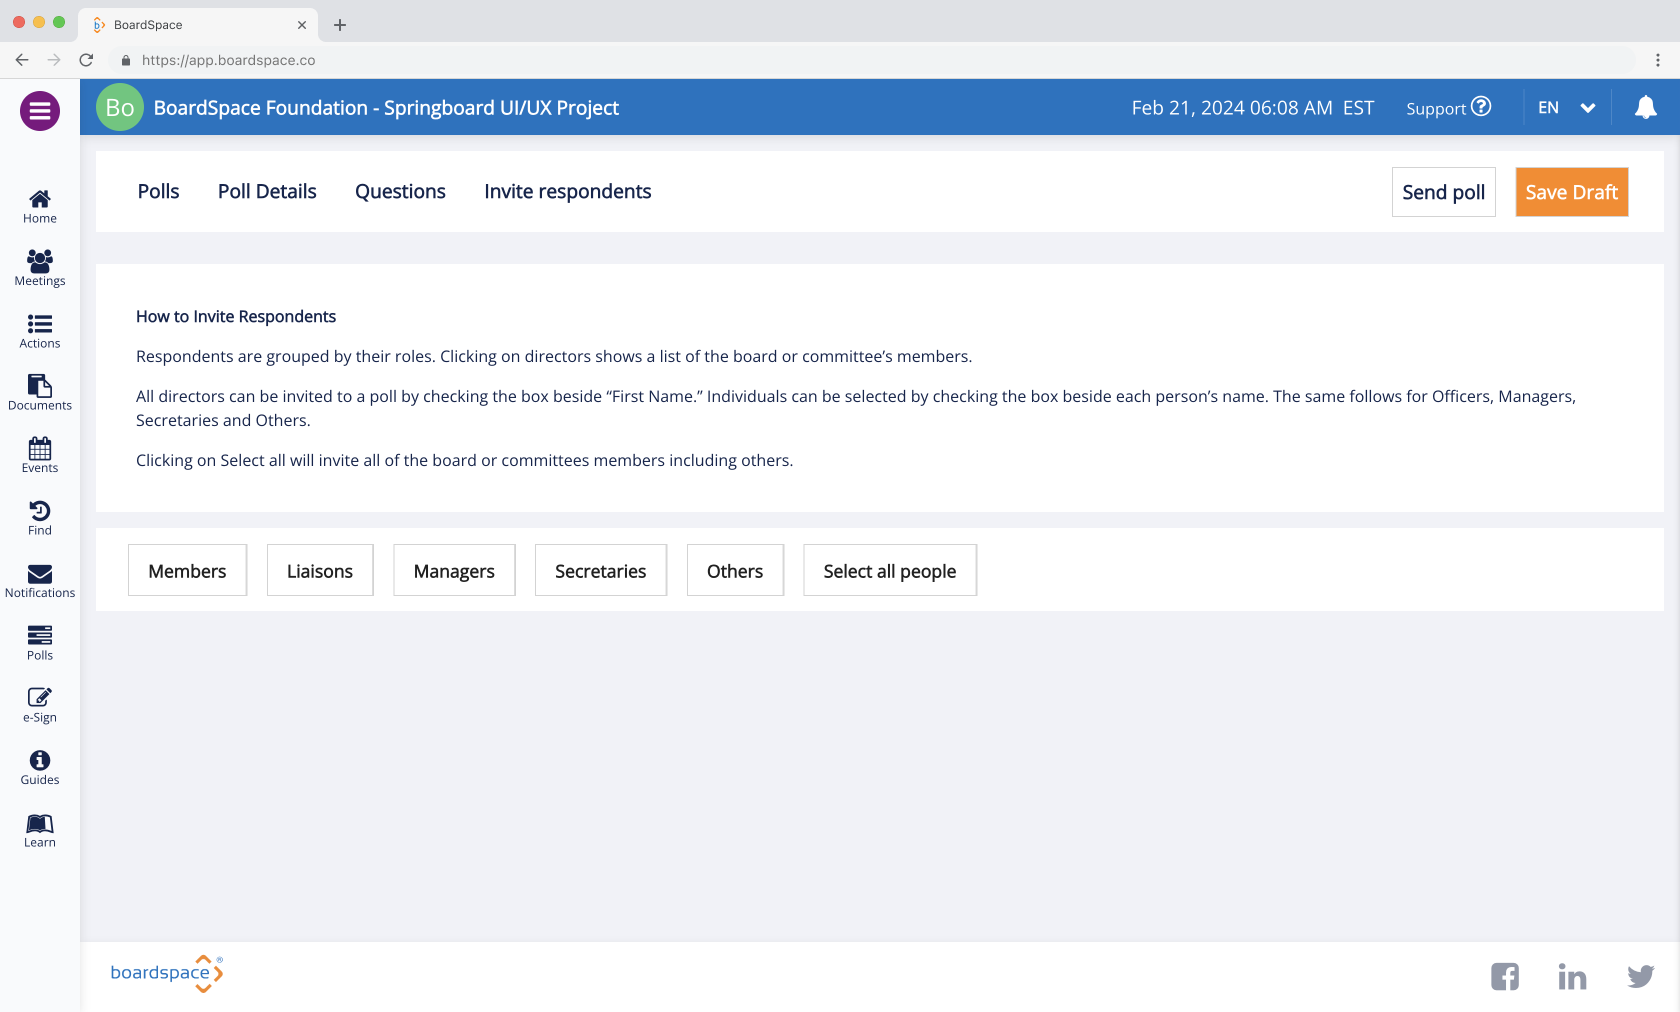 BoardSpace
https://app.boardspace.co
Bo BoardSpace Foundation - Springboard UI/UX Project Feb 21, 2024 06:08 AM EST Support EN
Home
Meetings
Actions
Documents
Events
Find
Notifications
Polls
e-Sign
Guides
Learn
Polls Poll Details Questions Invite respondents Send poll Save Draft
How to Invite Respondents
Respondents are grouped by their roles. Clicking on directors shows a list of the board or committee’s members.
All directors can be invited to a poll by checking the box beside “First Name.” Individuals can be selected by checking the box beside each person’s name. The same follows for Officers, Managers,
Secretaries and Others.
Clicking on Select all will invite all of the board or committees members including others.
Members Liaisons Managers Secretaries Others Select all people
boardspace®